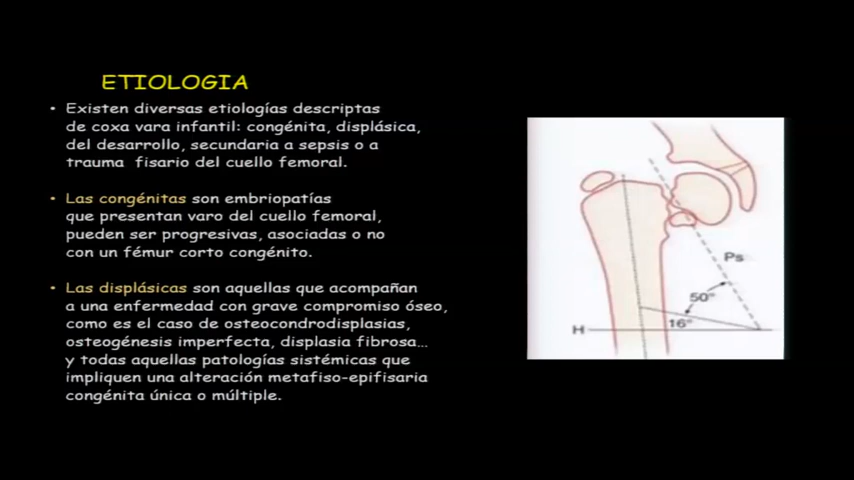 ETIOLOGIA
• Existen diversas etiologías descriptas
de coxa vara infantil: congénita, displásica,
del desarrollo, secundaria a sepsis o a
trauma fisario del cuello femoral.
• Las congénitas son embriopatías
que presentan varo del cuello femoral,
pueden ser progresivas, asociadas o no
con un fémur corto congénito.
• Las displásicas son aquellas que acompañan
a una enfermedad con grave compromiso óseo,
como es el caso de osteocondrodisplasias,
osteogénesis imperfecta, displasia fibrosa...
y todas aquellas patologías sistémicas que
impliquen una alteración metafiso-epifisaria
congénita única o múltiple.
Ps
50°
16°
H